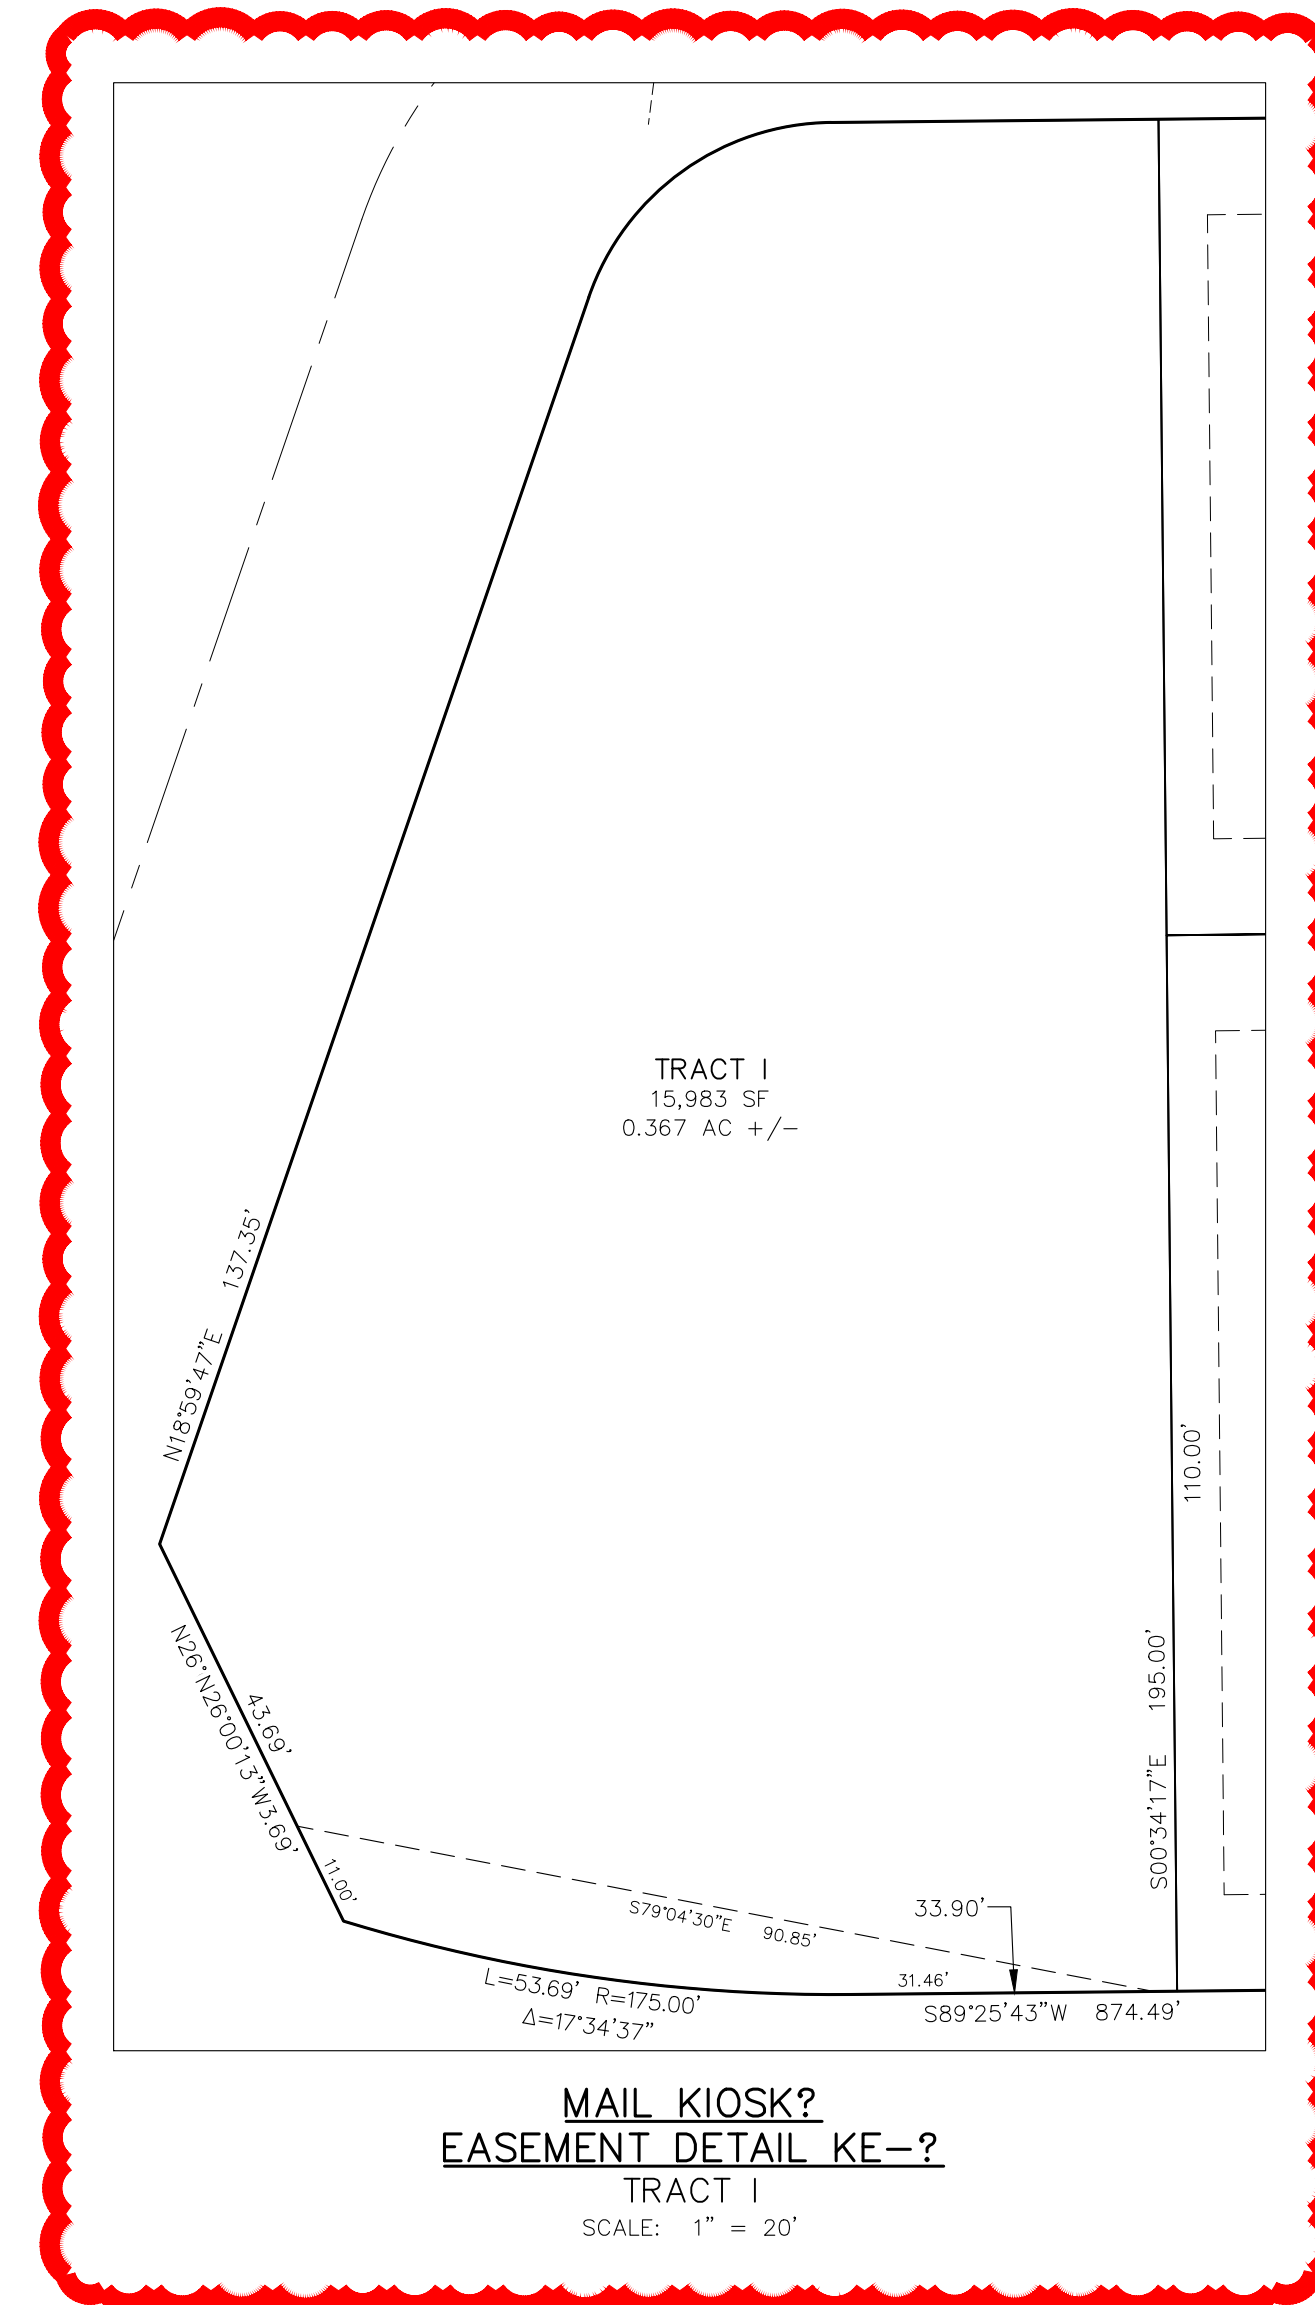 TRACT I
15,983 SF
0.367 AC +/-
N18°59'47"E 137.35'
110.00'
S00°34'17"E 195.00'
43.69'
N26°N26°00'13"W3.69'
11.00'
S79°04'30"E 90.85'
33.90'
31.46'
L=53.69' R=175.00'
Δ=17°34'37"
S89°25'43"W 874.49'
MAIL KIOSK?
EASEMENT DETAIL KE-?
TRACT I
SCALE: 1" = 20'